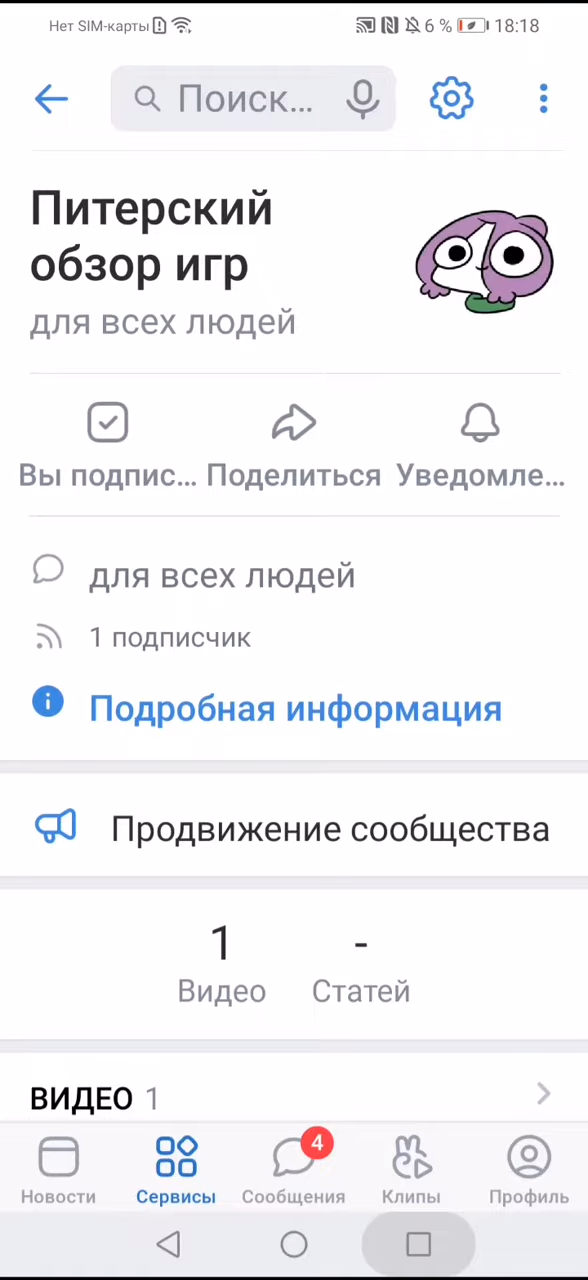 Нет SIM-карты 6 % 18:18
Поиск...
Питерский
обзор игр
для всех людей
Вы подпис... Поделиться Уведомле...
для всех людей
1 подписчик
Подробная информация
Продвижение сообщества
1 -
Видео Статей
ВИДЕО 1
4
Новости Сервисы Сообщения Клипы Профиль